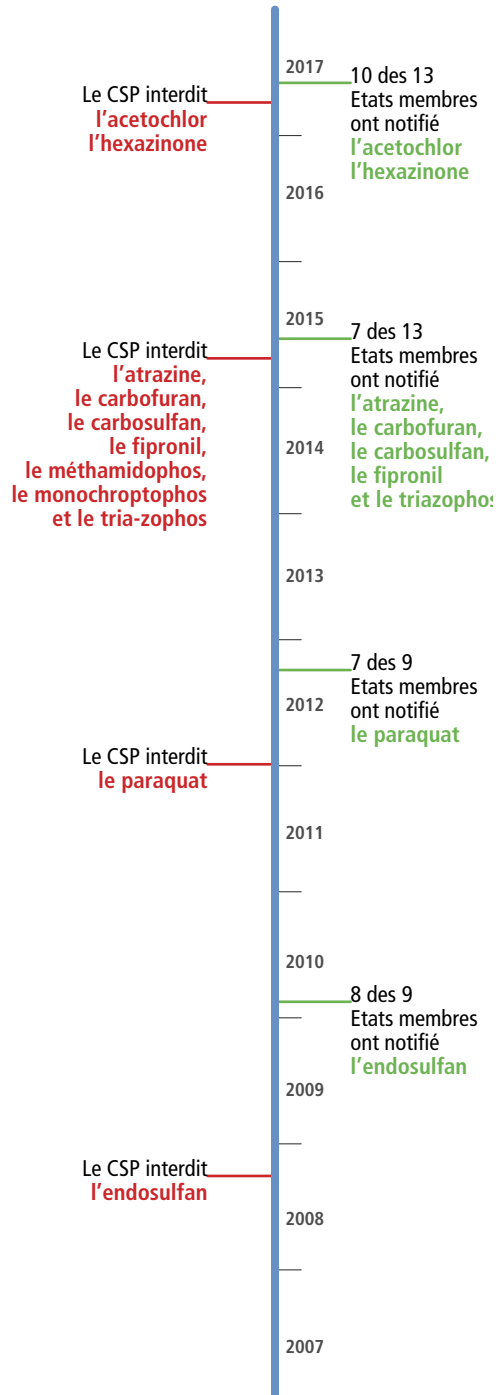 2017
Le CSP interdit
l'acetochlor
l'hexazinone
10 des 13
Etats membres
ont notifié
l'acetochlor
l'hexazinone
2016
2015
Le CSP interdit
l'atrazine,
le carbofuran,
le carbosulfan,
le fipronil,
le méthamidophos,
le monochroptophos
et le tria-zophos
7 des 13
Etats membres
ont notifié
l'atrazine,
le carbofuran,
le carbosulfan,
le fipronil
et le triazophos
2014
2013
7 des 9
Etats membres
ont notifié
le paraquat
2012
Le CSP interdit
le paraquat
2011
2010
8 des 9
Etats membres
ont notifié
l'endosulfan
2009
Le CSP interdit
l'endosulfan
2008
2007